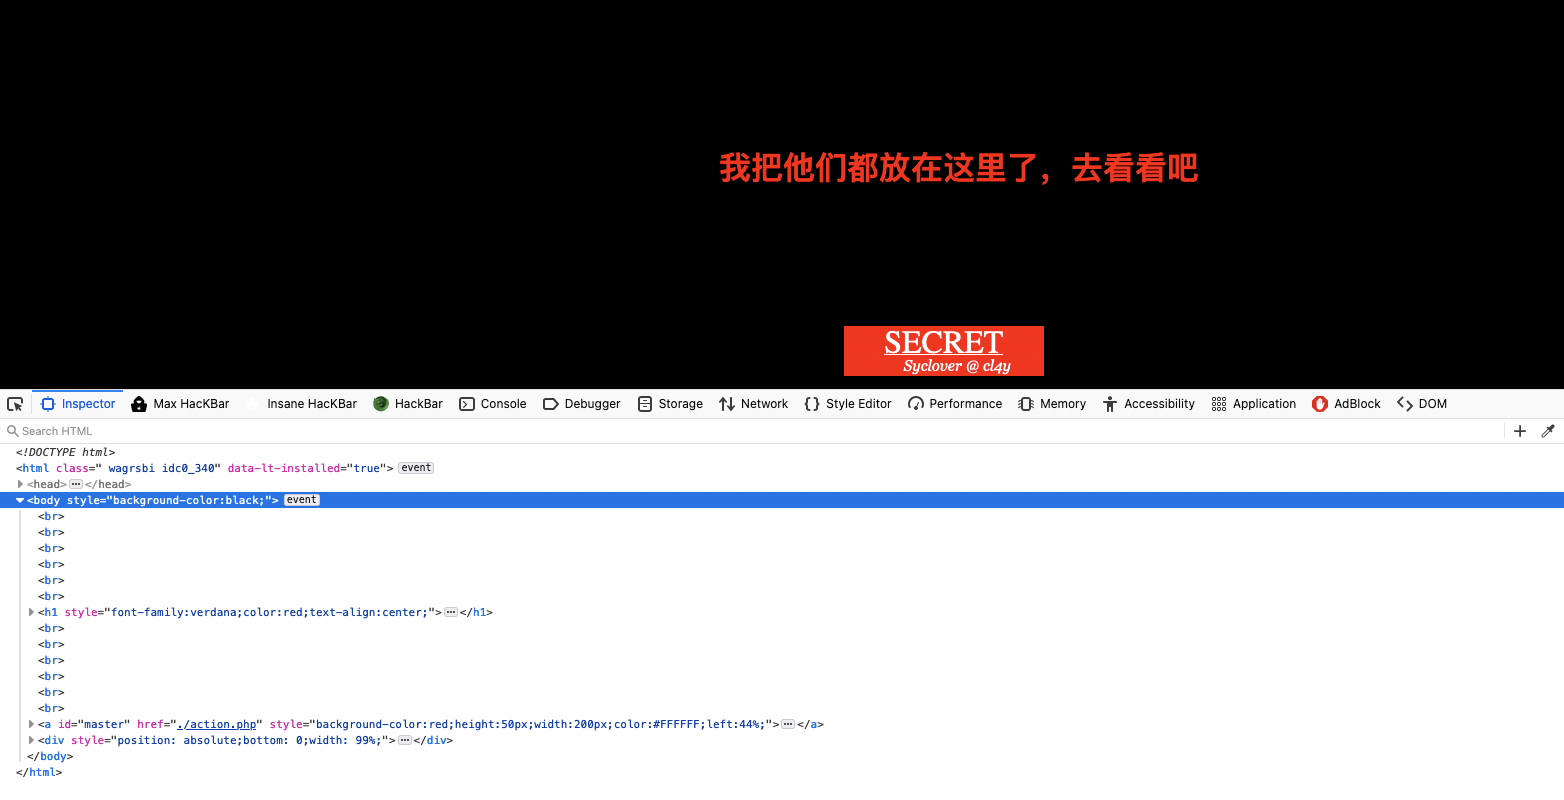 我把他们都放在这里了，去看看吧
SECRET
Syclover @ cl4y
Inspector Max HacKBar Insane HacKBar HackBar Console Debugger Storage Network Style Editor Performance Memory Accessibility Application AdBlock DOM
Search HTML
<!DOCTYPE html>
<html class=" wagrsbi idc0_340" data-lt-installed="true"> event
<head> ··· </head>
<body style="background-color:black;"> event
<br>
<br>
<br>
<br>
<br>
<br>
<h1 style="font-family:verdana;color:red;text-align:center;"> ··· </h1>
<br>
<br>
<br>
<br>
<br>
<br>
<a id="master" href="./action.php" style="background-color:red;height:50px;width:200px;color:#FFFFFF;left:44%;"> ··· </a>
<div style="position: absolute;bottom: 0;width: 99%;"> ··· </div>
</body>
</html>